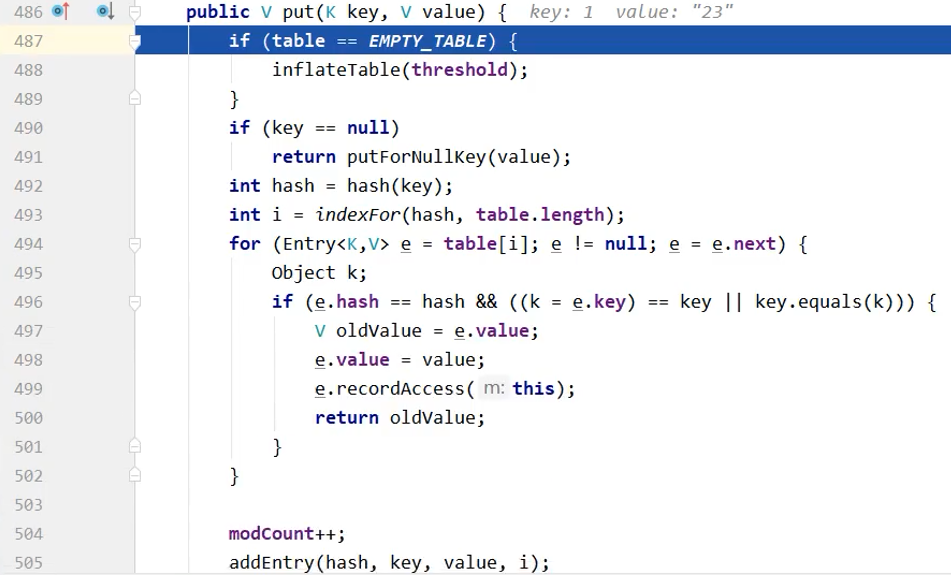 486 public V put(K key, V value) { key: 1 value: "23"
487 if (table == EMPTY_TABLE) {
488 inflateTable(threshold);
489 }
490 if (key == null)
491 return putForNullKey(value);
492 int hash = hash(key);
493 int i = indexFor(hash, table.length);
494 for (Entry<K,V> e = table[i]; e != null; e = e.next) {
495 Object k;
496 if (e.hash == hash && ((k = e.key) == key || key.equals(k))) {
497 V oldValue = e.value;
498 e.value = value;
499 e.recordAccess( m: this);
500 return oldValue;
501 }
502 }
503
504 modCount++;
505 addEntry(hash, key, value, i);